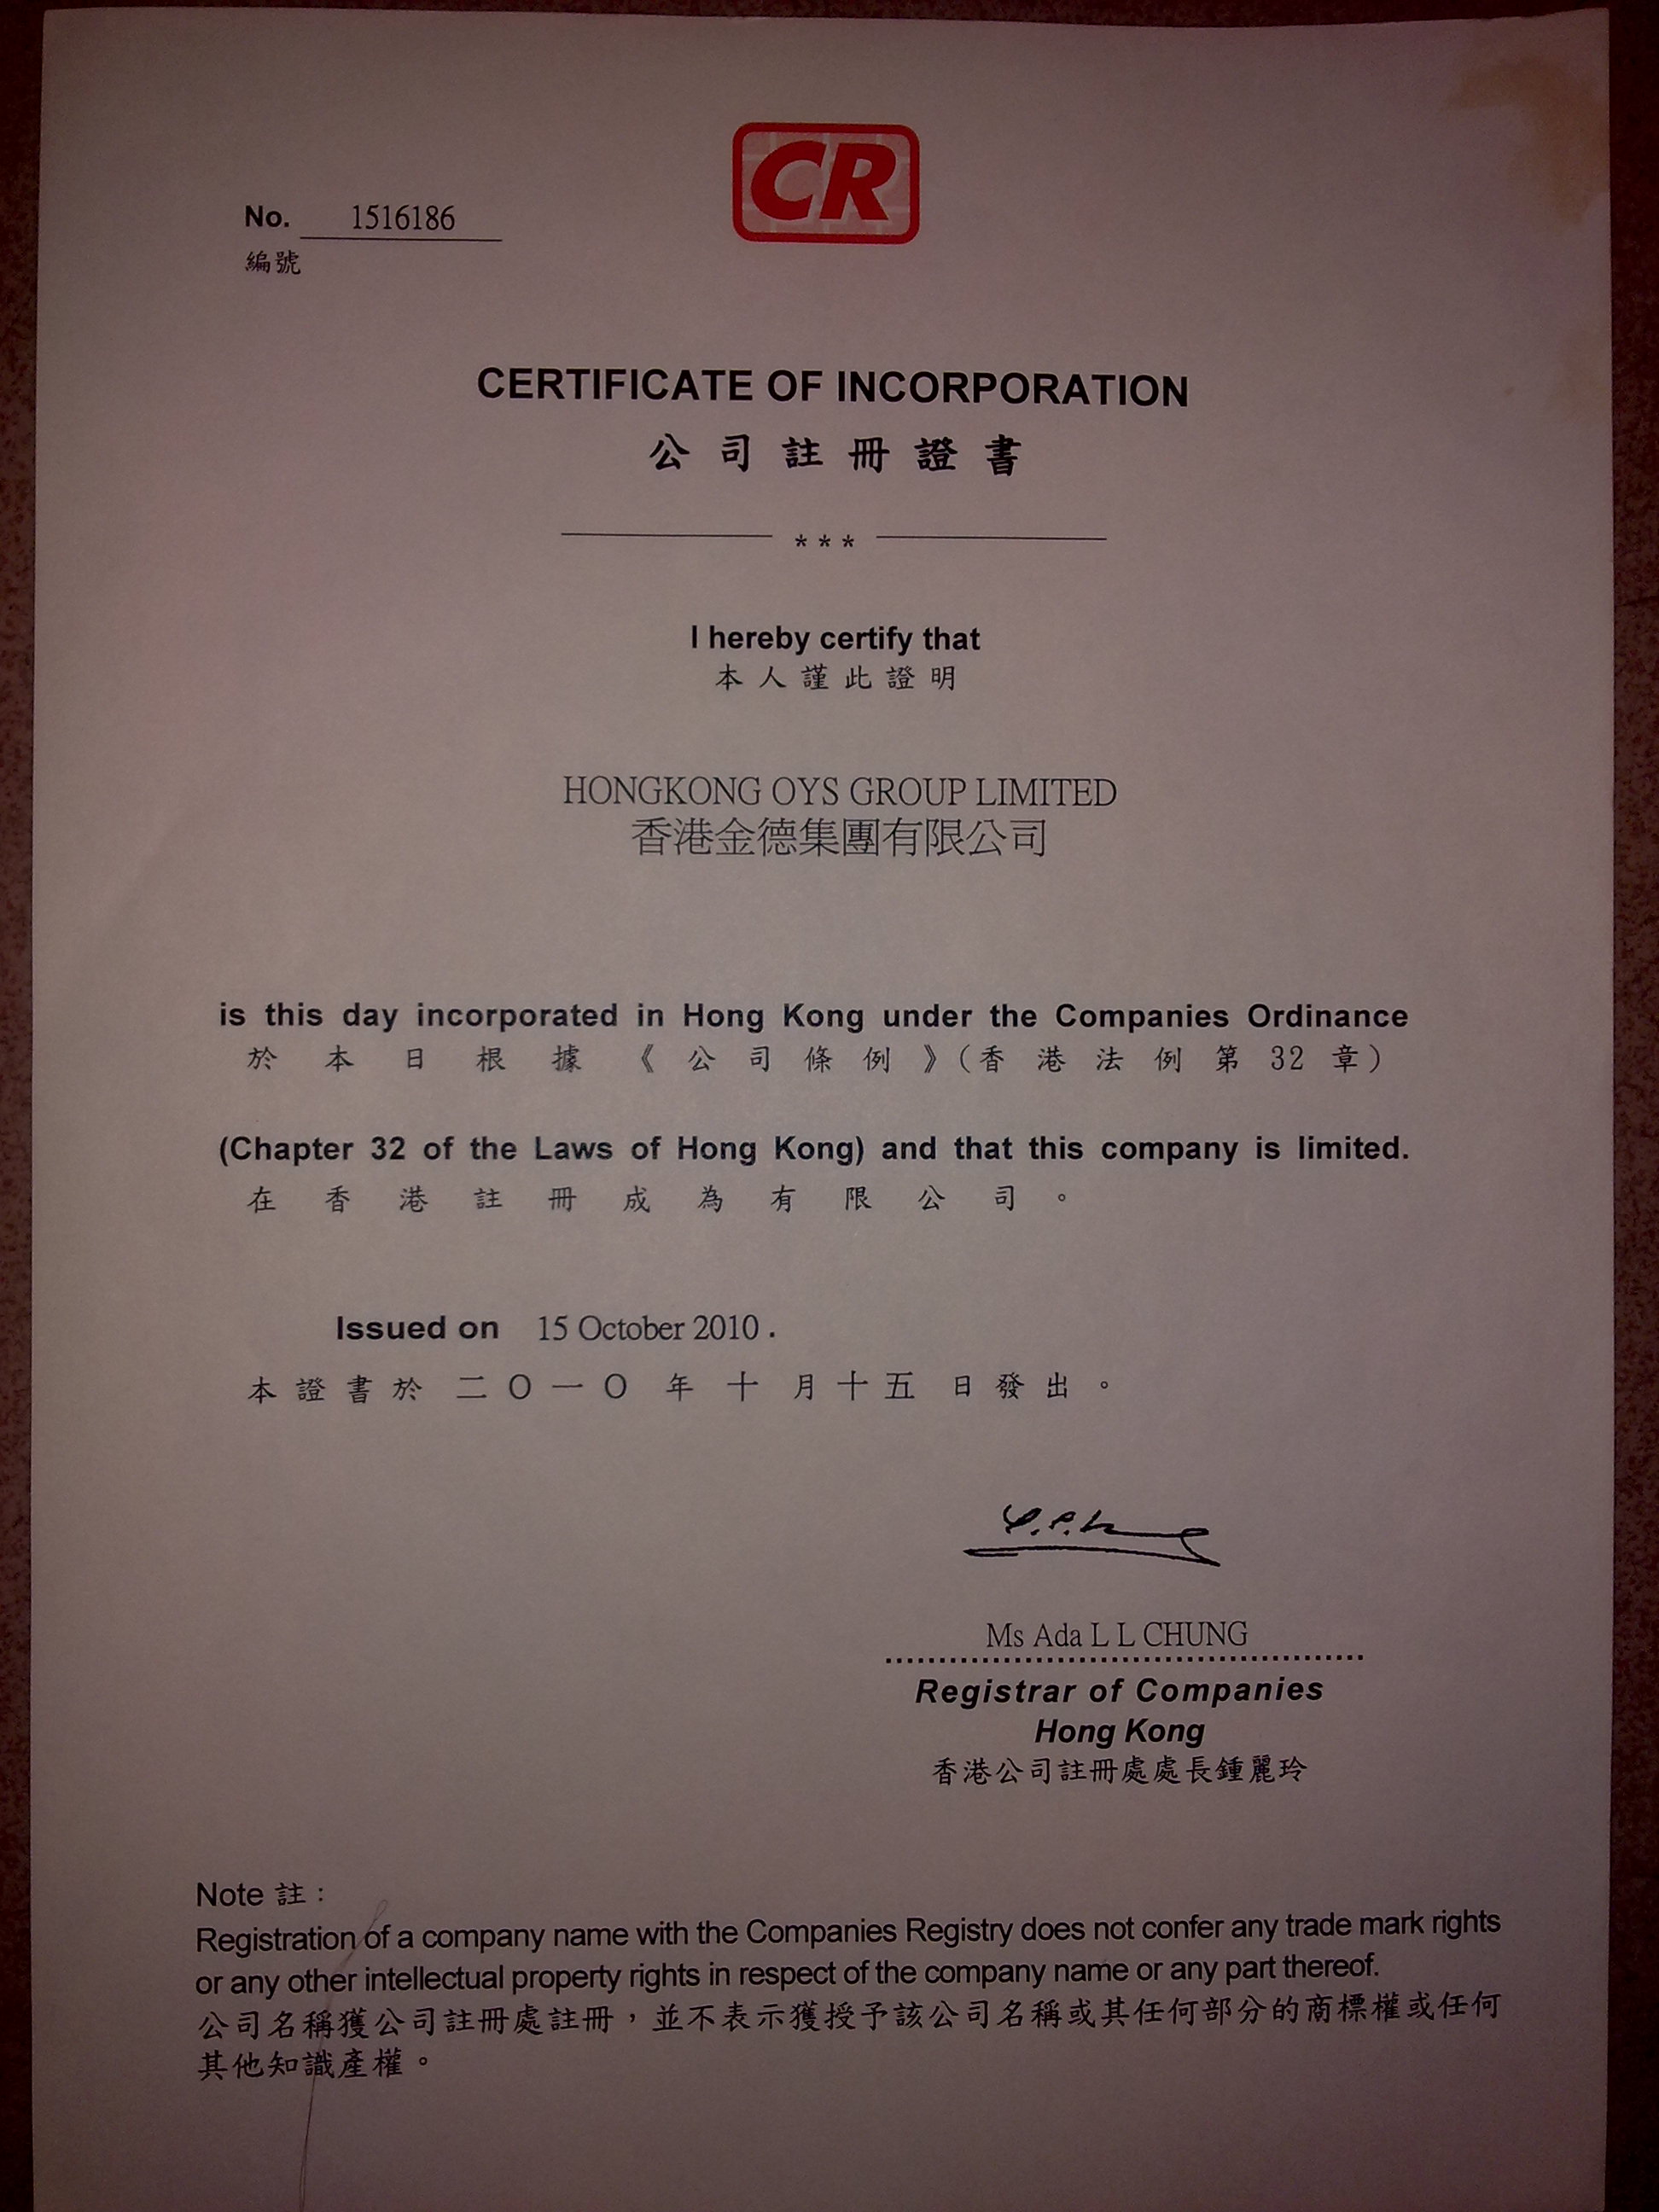 CR
No. 1516186
編號
CERTIFICATE OF INCORPORATION
公司註冊證書
* * *
I hereby certify that
本人謹此證明
HONGKONG OYS GROUP LIMITED
香港金德集團有限公司
is this day incorporated in Hong Kong under the Companies Ordinance
於本日根據《公司條例》(香港法例第32章)
(Chapter 32 of the Laws of Hong Kong) and that this company is limited.
在香港註冊成為有限公司。
Issued on 15 October 2010.
本證書於二〇一〇年十月十五日發出。
Ms Ada L L CHUNG
Registrar of Companies
Hong Kong
香港公司註冊處處長鍾麗玲
Note 註:
Registration of a company name with the Companies Registry does not confer any trade mark rights
or any other intellectual property rights in respect of the company name or any part thereof.
公司名稱獲公司註冊處註冊,並不表示獲授予該公司名稱或其任何部分的商標權或任何
其他知識產權。